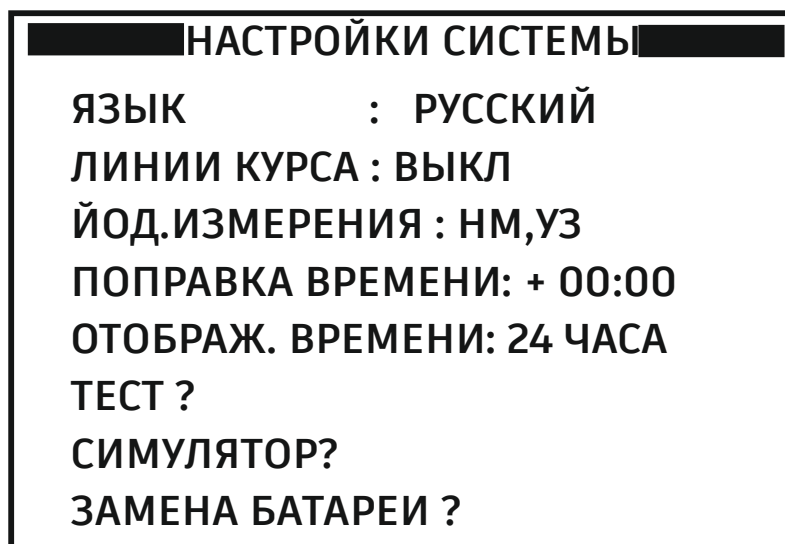 НАСТРОЙКИ СИСТЕМЫ
ЯЗЫК : РУССКИЙ
ЛИНИИ КУРСА : ВЫКЛ
ЙОД.ИЗМЕРЕНИЯ : НМ,УЗ
ПОПРАВКА ВРЕМЕНИ: + 00:00
ОТОБРАЖ. ВРЕМЕНИ: 24 ЧАСА
ТЕСТ ?
СИМУЛЯТОР?
ЗАМЕНА БАТАРЕИ ?